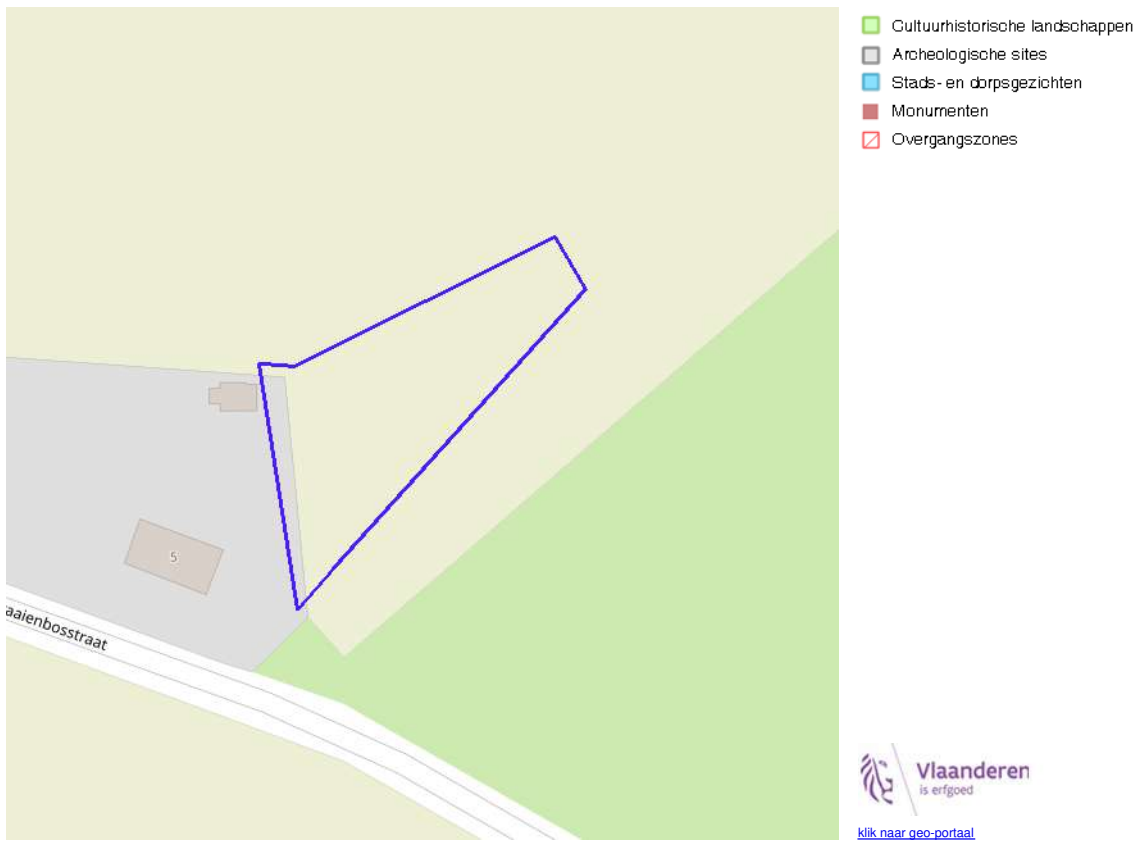 Cultuurhistorische landschappen
Archeologische sites
Stads- en dorpsgezichten
Monumenten
Overgangszones
5
aaienbosstraat
Vlaanderen
is erfgoed
klik naar geo-portaal